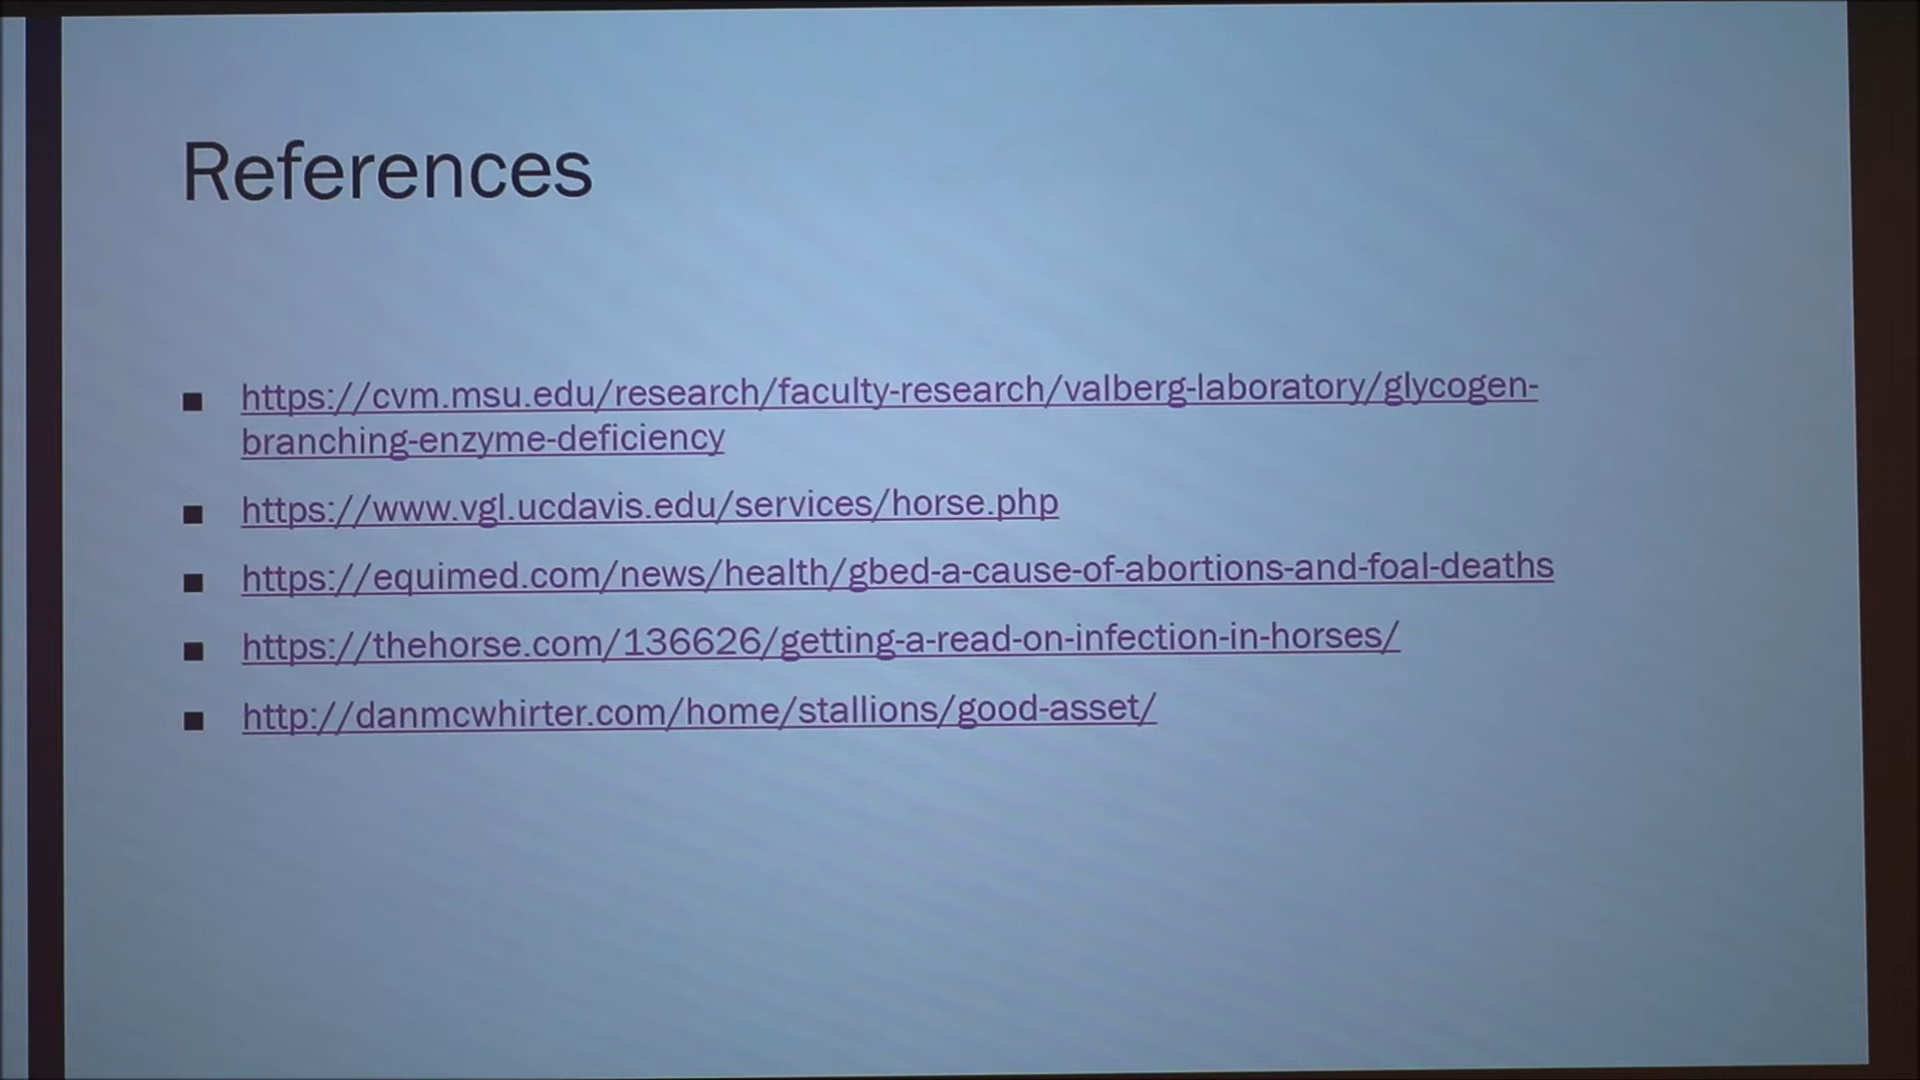 References
https://cvm.msu.edu/research/faculty-research/valberg-laboratory/glycogen-
branching-enzyme-deficiency
https://www.vgl.ucdavis.edu/services/horse.php
https://equimed.com/news/health/gbed-a-cause-of-abortions-and-foal-deaths
https://thehorse.com/136626/getting-a-read-on-infection-in-horses/
http://danmcwhirter.com/home/stallions/good-asset/